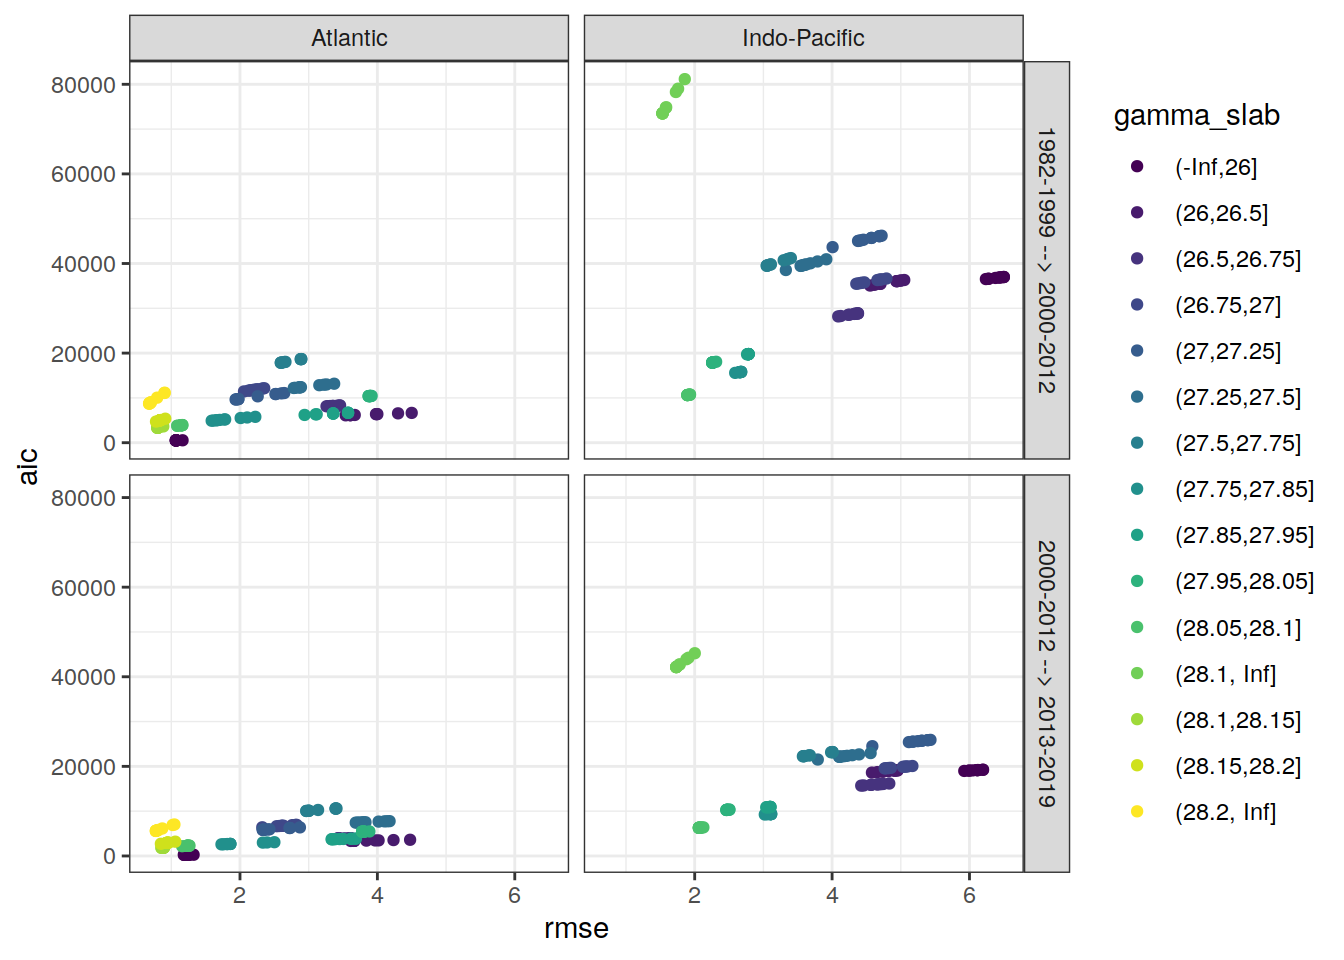 Atlantic
Indo-Pacific
80000
60000
40000
20000
0
1982-1999 --> 2000-2012
80000
60000
40000
20000
0
2000-2012 --> 2013-2019
aic
2
4
6
2
4
6
rmse
gamma_slab
(-Inf,26]
(26,26.5]
(26.5,26.75]
(26.75,27]
(27,27.25]
(27.25,27.5]
(27.5,27.75]
(27.75,27.85]
(27.85,27.95]
(27.95,28.05]
(28.05,28.1]
(28.1, Inf]
(28.1,28.15]
(28.15,28.2]
(28.2, Inf]